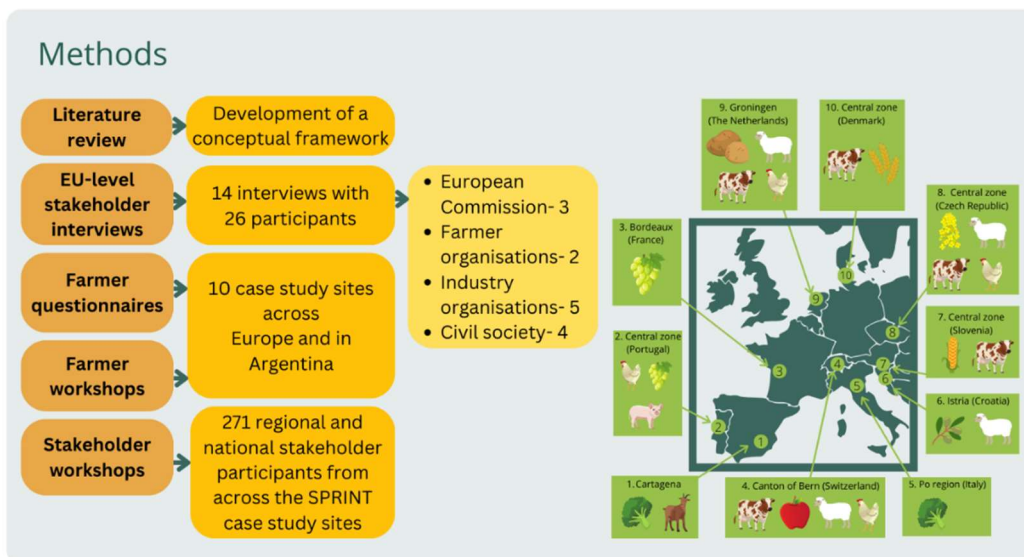 Methods
Literature
review
Development of a
conceptual framework
EU-level
stakeholder
interviews
14 interviews with
26 participants
• European
Commission- 3
• Farmer
organisations- 2
• Industry
organisations- 5
• Civil society- 4
Farmer
questionnaires
10 case study sites
across
Europe and in
Argentina
Farmer
workshops
Stakeholder
workshops
271 regional and
national stakeholder
participants from
across the SPRINT
case study sites
9. Groningen
(The Netherlands)
10. Central zone
(Denmark)
8. Central zone
(Czech Republic)
3. Bordeaux
(France)
7. Central zone
(Slovenia)
2. Central zone
(Portugal)
6. Istria (Croatia)
1.Cartagena
4. Canton of Bern (Switzerland)
5. Po region (Italy)
10
9
8
3
4
7
6
5
2
1